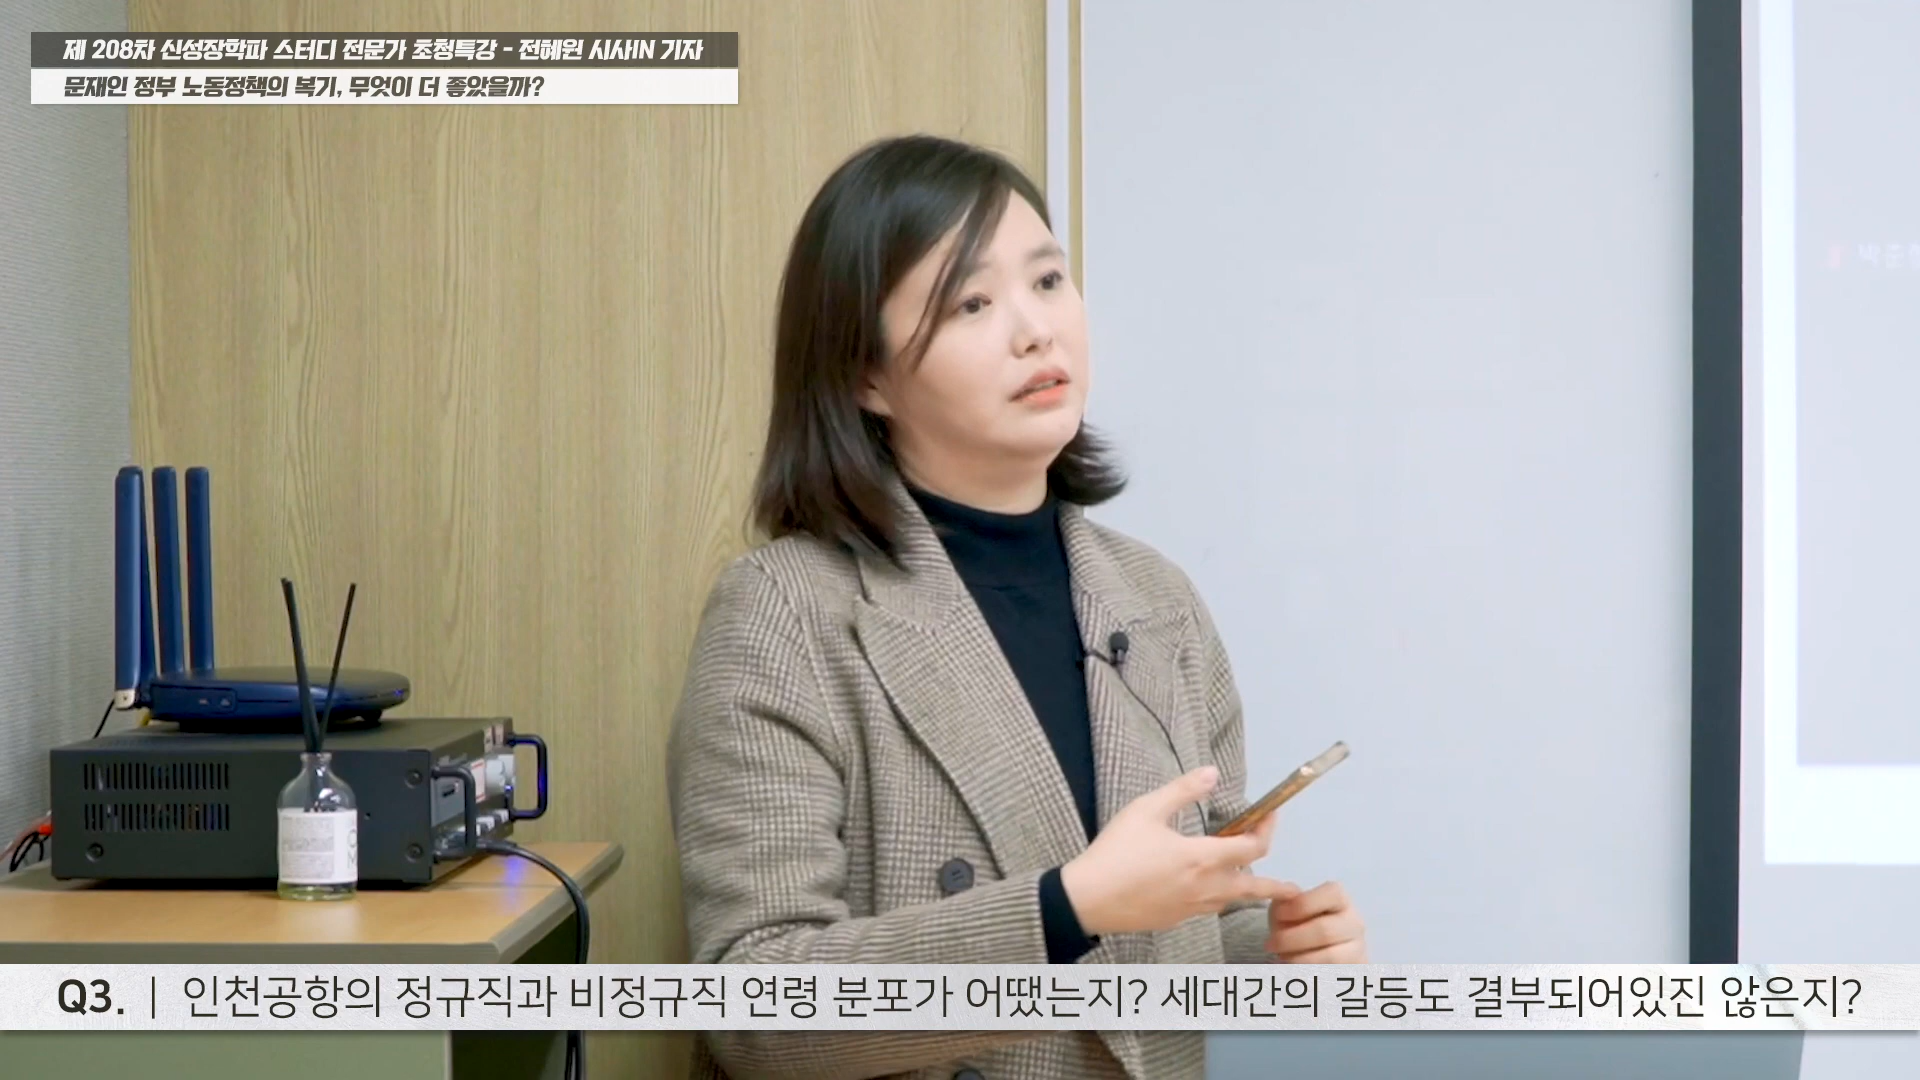 제 208차 신성장학파 스터디 전문가 초청특강 - 전혜원 시사IN 기자
문재인 정부 노동정책의 복기, 무엇이 더 좋았을까?
Q3. | 인천공항의 정규직과 비정규직 연령 분포가 어땠는지? 세대간의 갈등도 결부되어있진 않은지?